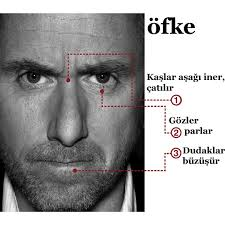 öfke
Kaşlar aşağı iner,
çatılır
1
Gözler
2 parlar
3 Dudaklar
büzüşür